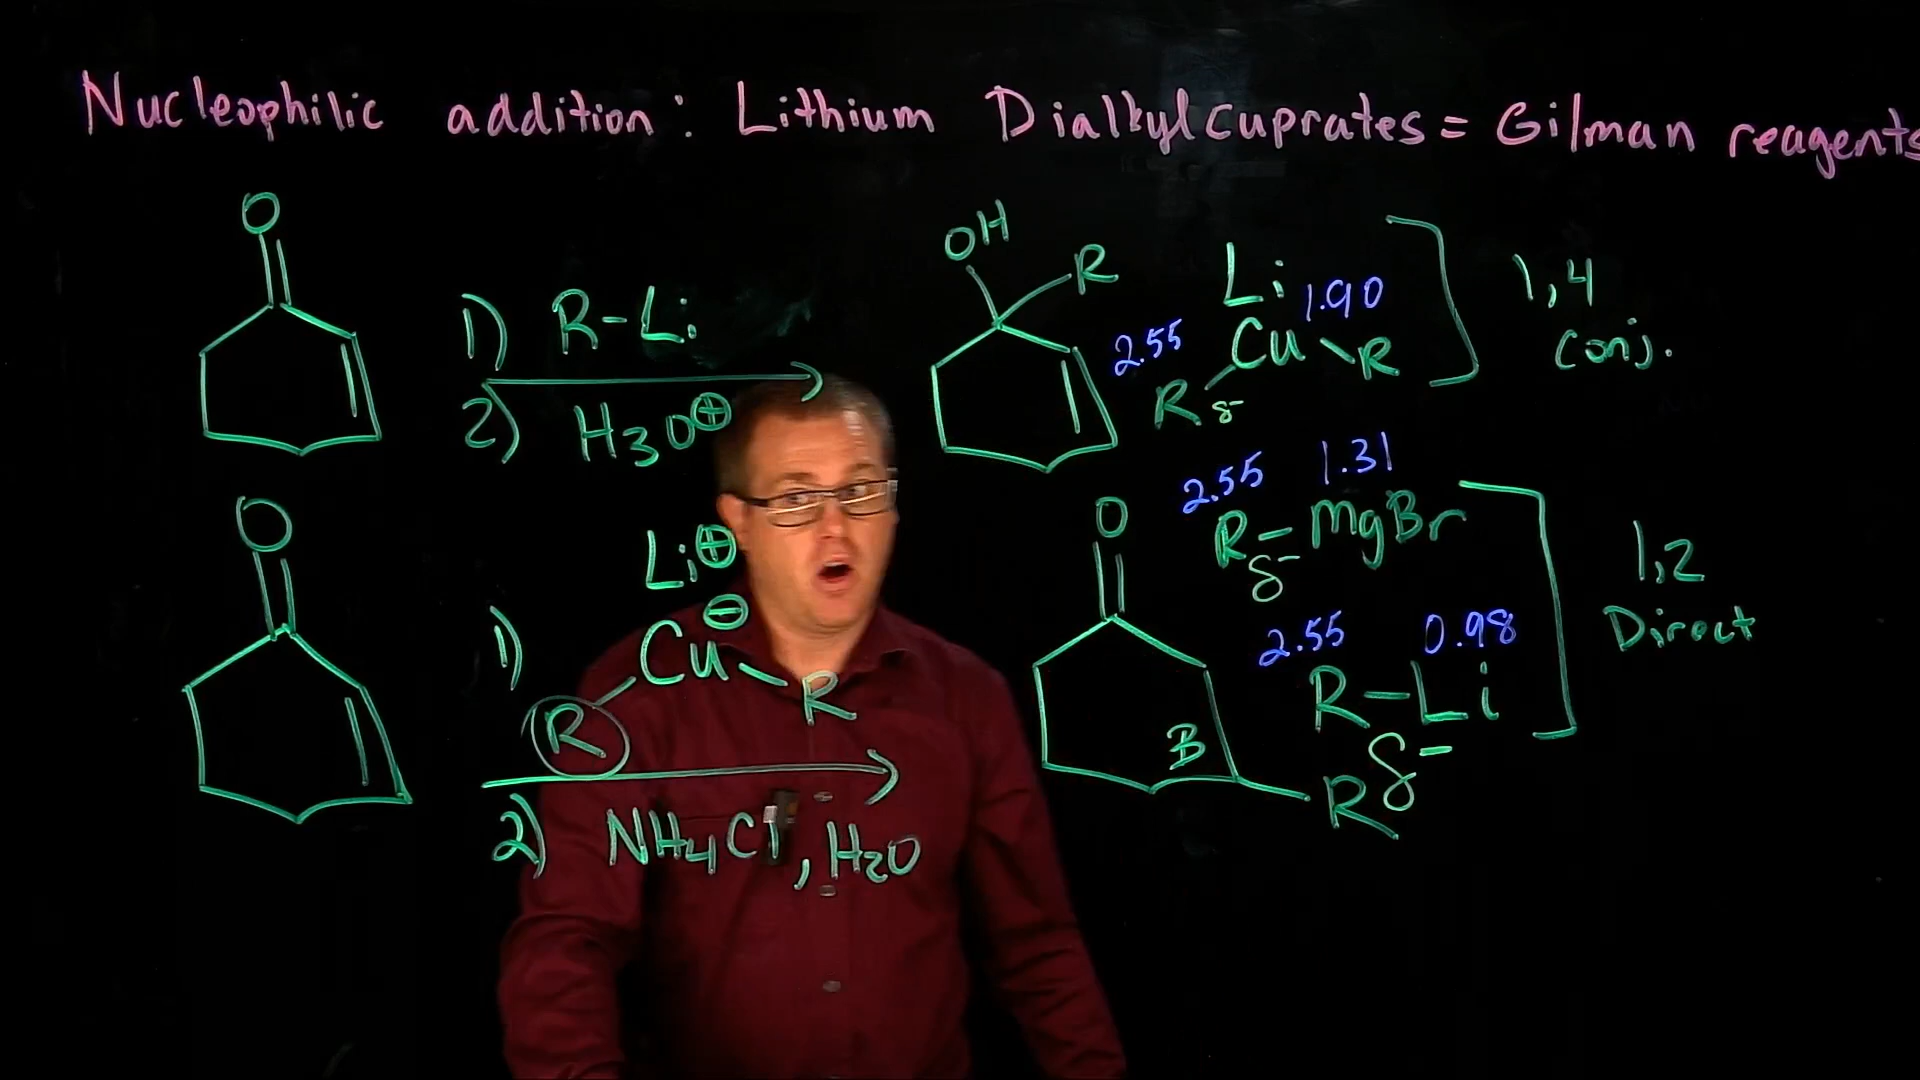 Nucleophilic addition: Lithium Dialkylcuprates = Gilman reagents
O
1) R-Li
2) H3O⊕
OH
R
Li
2.55 Cu 1.90
R δ- R
1,4
conj.
O
Li⊕
1) Cu⊖
R R
2) NH4Cl, H2O
O
B
R
2.55 1.31
R-MgBr
δ-
2.55 0.98
R-Li
δ-
1,2
Direct